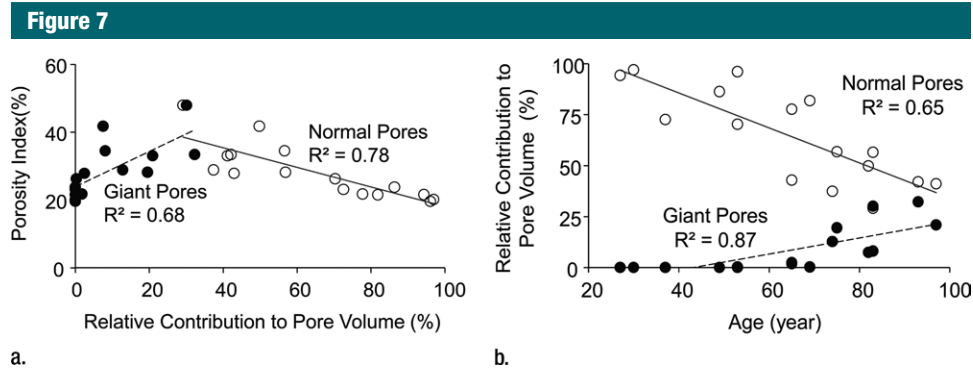 Figure 7
60
40
20
0
Porosity Index(%)
Normal Pores
R² = 0.78
Giant Pores
R² = 0.68
0 20 40 60 80 100
Relative Contribution to Pore Volume (%)
a.
100
75
50
25
0
Relative Contribution to
Pore Volume (%)
Normal Pores
R² = 0.65
Giant Pores
R² = 0.87
20 40 60 80 100
Age (year)
b.